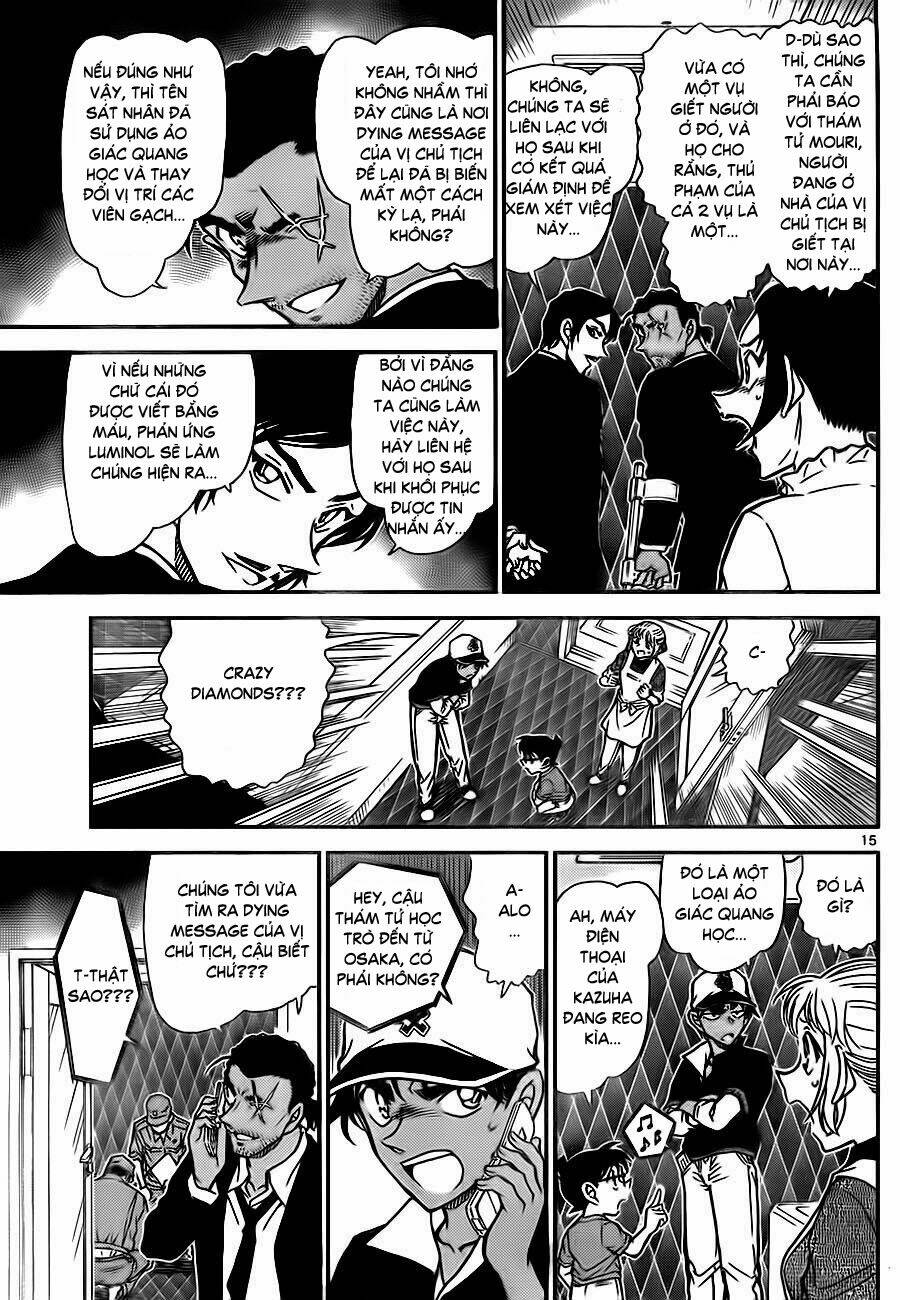 D-DÙ SAO
THÌ, CHÚNG
TA CẦN
PHẢI BÁO
VỚI THÁM
TỬ MOURI,
NGƯỜI
ĐANG Ở
NHÀ CỦA VỊ
CHỦ TỊCH BỊ
GIẾT TẠI
NƠI NÀY...
VỪA CÓ
MỘT VỤ
GIẾT NGƯỜI
Ở ĐÓ, VÀ HỌ
CHO
RẰNG, THỦ
PHẠM CỦA
CẢ 2 VỤ LÀ
MỘT...
KHÔNG,
CHÚNG TA SẼ
LIÊN LẠC VỚI
HỌ SAU KHI
CÓ KẾT QUẢ
GIÁM ĐỊNH ĐỂ
XEM XÉT VIỆC
NÀY...
YEAH, TÔI NHỚ
KHÔNG NHẦM THÌ
ĐÂY CŨNG LÀ NƠI
DYING MESSAGE
CỦA VỊ CHỦ TỊCH
ĐỂ LẠI ĐÃ BỊ BIẾN
MẤT MỘT CÁCH
KỲ LẠ, PHẢI
KHÔNG?
NẾU ĐÚNG NHƯ
VẬY, THÌ TÊN
SÁT NHÂN ĐÃ
SỬ DỤNG ẢO
GIÁC QUANG
HỌC VÀ THAY
ĐỔI VỊ TRÍ CÁC
VIÊN GẠCH...
BỞI VÌ ĐẰNG
NÀO CHÚNG
TA CŨNG LÀM
VIỆC NÀY,
HÃY LIÊN HỆ
VỚI HỌ SAU
KHI KHÔI PHỤC
ĐƯỢC TIN
NHẮN ẤY...
VÌ NẾU NHỮNG
CHỮ CÁI ĐÓ
ĐƯỢC VIẾT BẰNG
MÁU, PHẢN ỨNG
LUMINOL SẼ LÀM
CHÚNG HIỆN RA...
C-
CRAZY
DIAMONDS???
15
ĐÓ LÀ
GÌ?
ĐÓ LÀ MỘT
LOẠI ẢO
GIÁC QUANG
HỌC...
AH, MÁY
ĐIỆN
THOẠI
CỦA
KAZUHA
ĐANG REO
KÌA...
A-
ALO
...
HEY, CẬU
THÁM TỬ HỌC
TRÒ ĐẾN TỪ
OSAKA, CÓ
PHẢI KHÔNG?
CHÚNG TÔI VỪA
TÌM RA DYING
MESSAGE CỦA VỊ
CHỦ TỊCH, CẬU BIẾT
CHỨ???
T-THẬT
SAO???